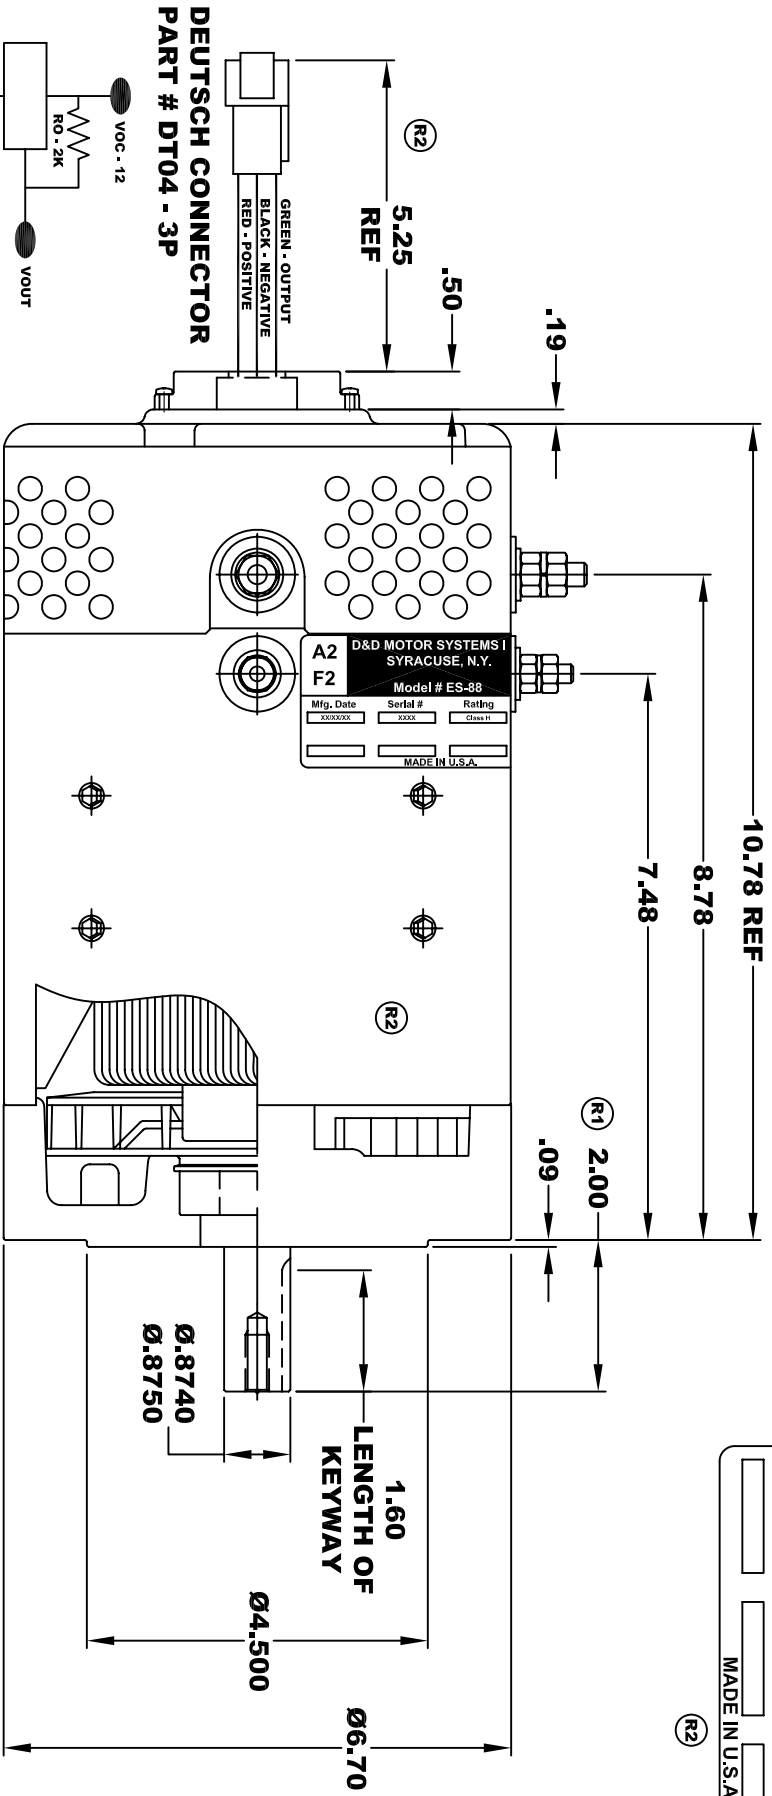 DEUTSCH CONNECTOR
PART # DT04 - 3P
VOC - 12
RO - 2K
VOUT
GREEN - OUTPUT
BLACK - NEGATIVE
RED - POSITIVE
R2
5.25
REF
.50
.19
10.78 REF
8.78
7.48
R1 2.00
.09
A2
F2
D&D MOTOR SYSTEMS I
SYRACUSE, N.Y.
Model # ES-88
Mfg. Date Serial # Rating
XX/XX/XX XXXX Class H
MADE IN U.S.A.
R2
Ø.8740
Ø.8750
1.60
LENGTH OF
KEYWAY
Ø4.500
Ø6.70
MADE IN U.S.A
R2